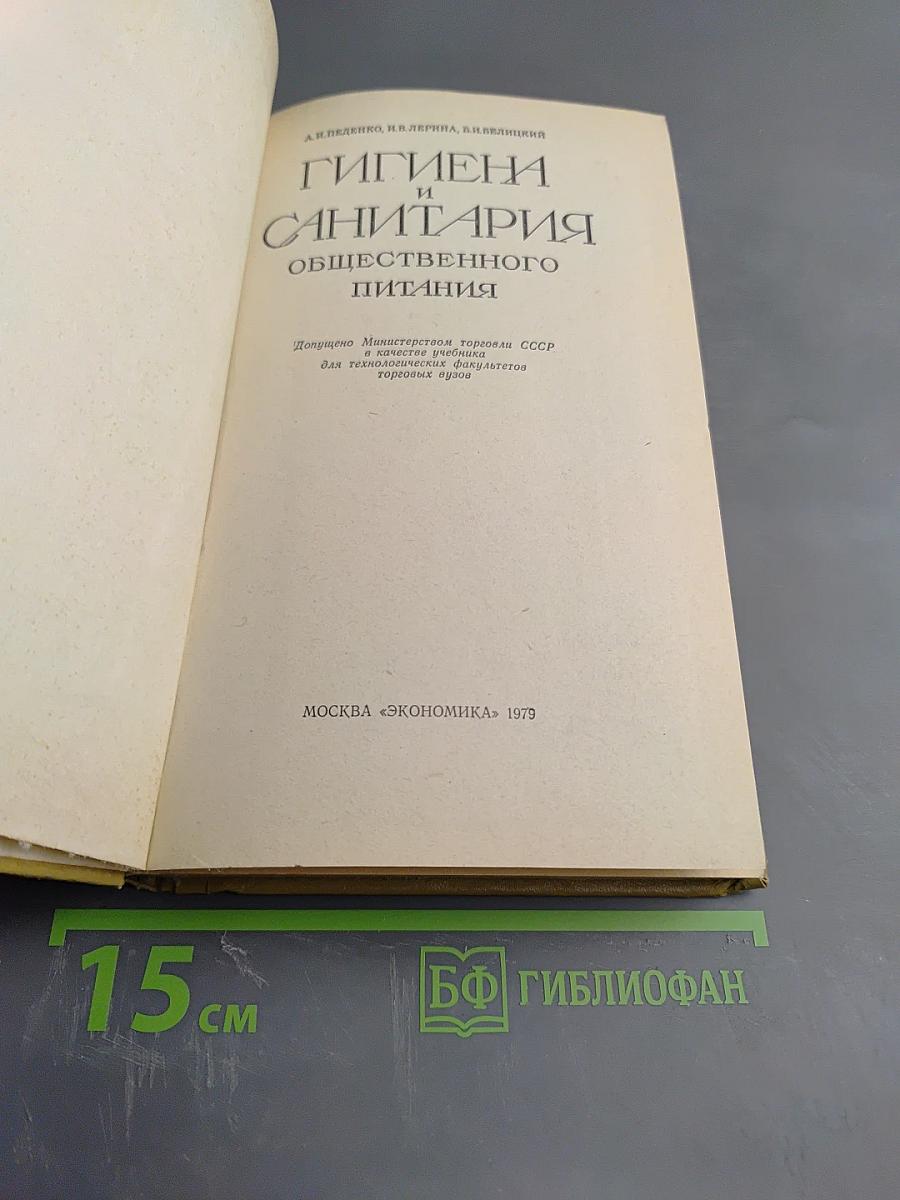 А.И.ПЕДЕНКО, И.В.ЛЕРИНА, Б.И.БЕЛИЦКИЙ
ГИГИЕНА
И
САНИТАРИЯ
ОБЩЕСТВЕННОГО
ПИТАНИЯ
Допущено Министерством торговли СССР
в качестве учебника
для технологических факультетов
торговых вузов
МОСКВА «ЭКОНОМИКА» 1979
15 СМ
БФ ГИБЛИОФАН